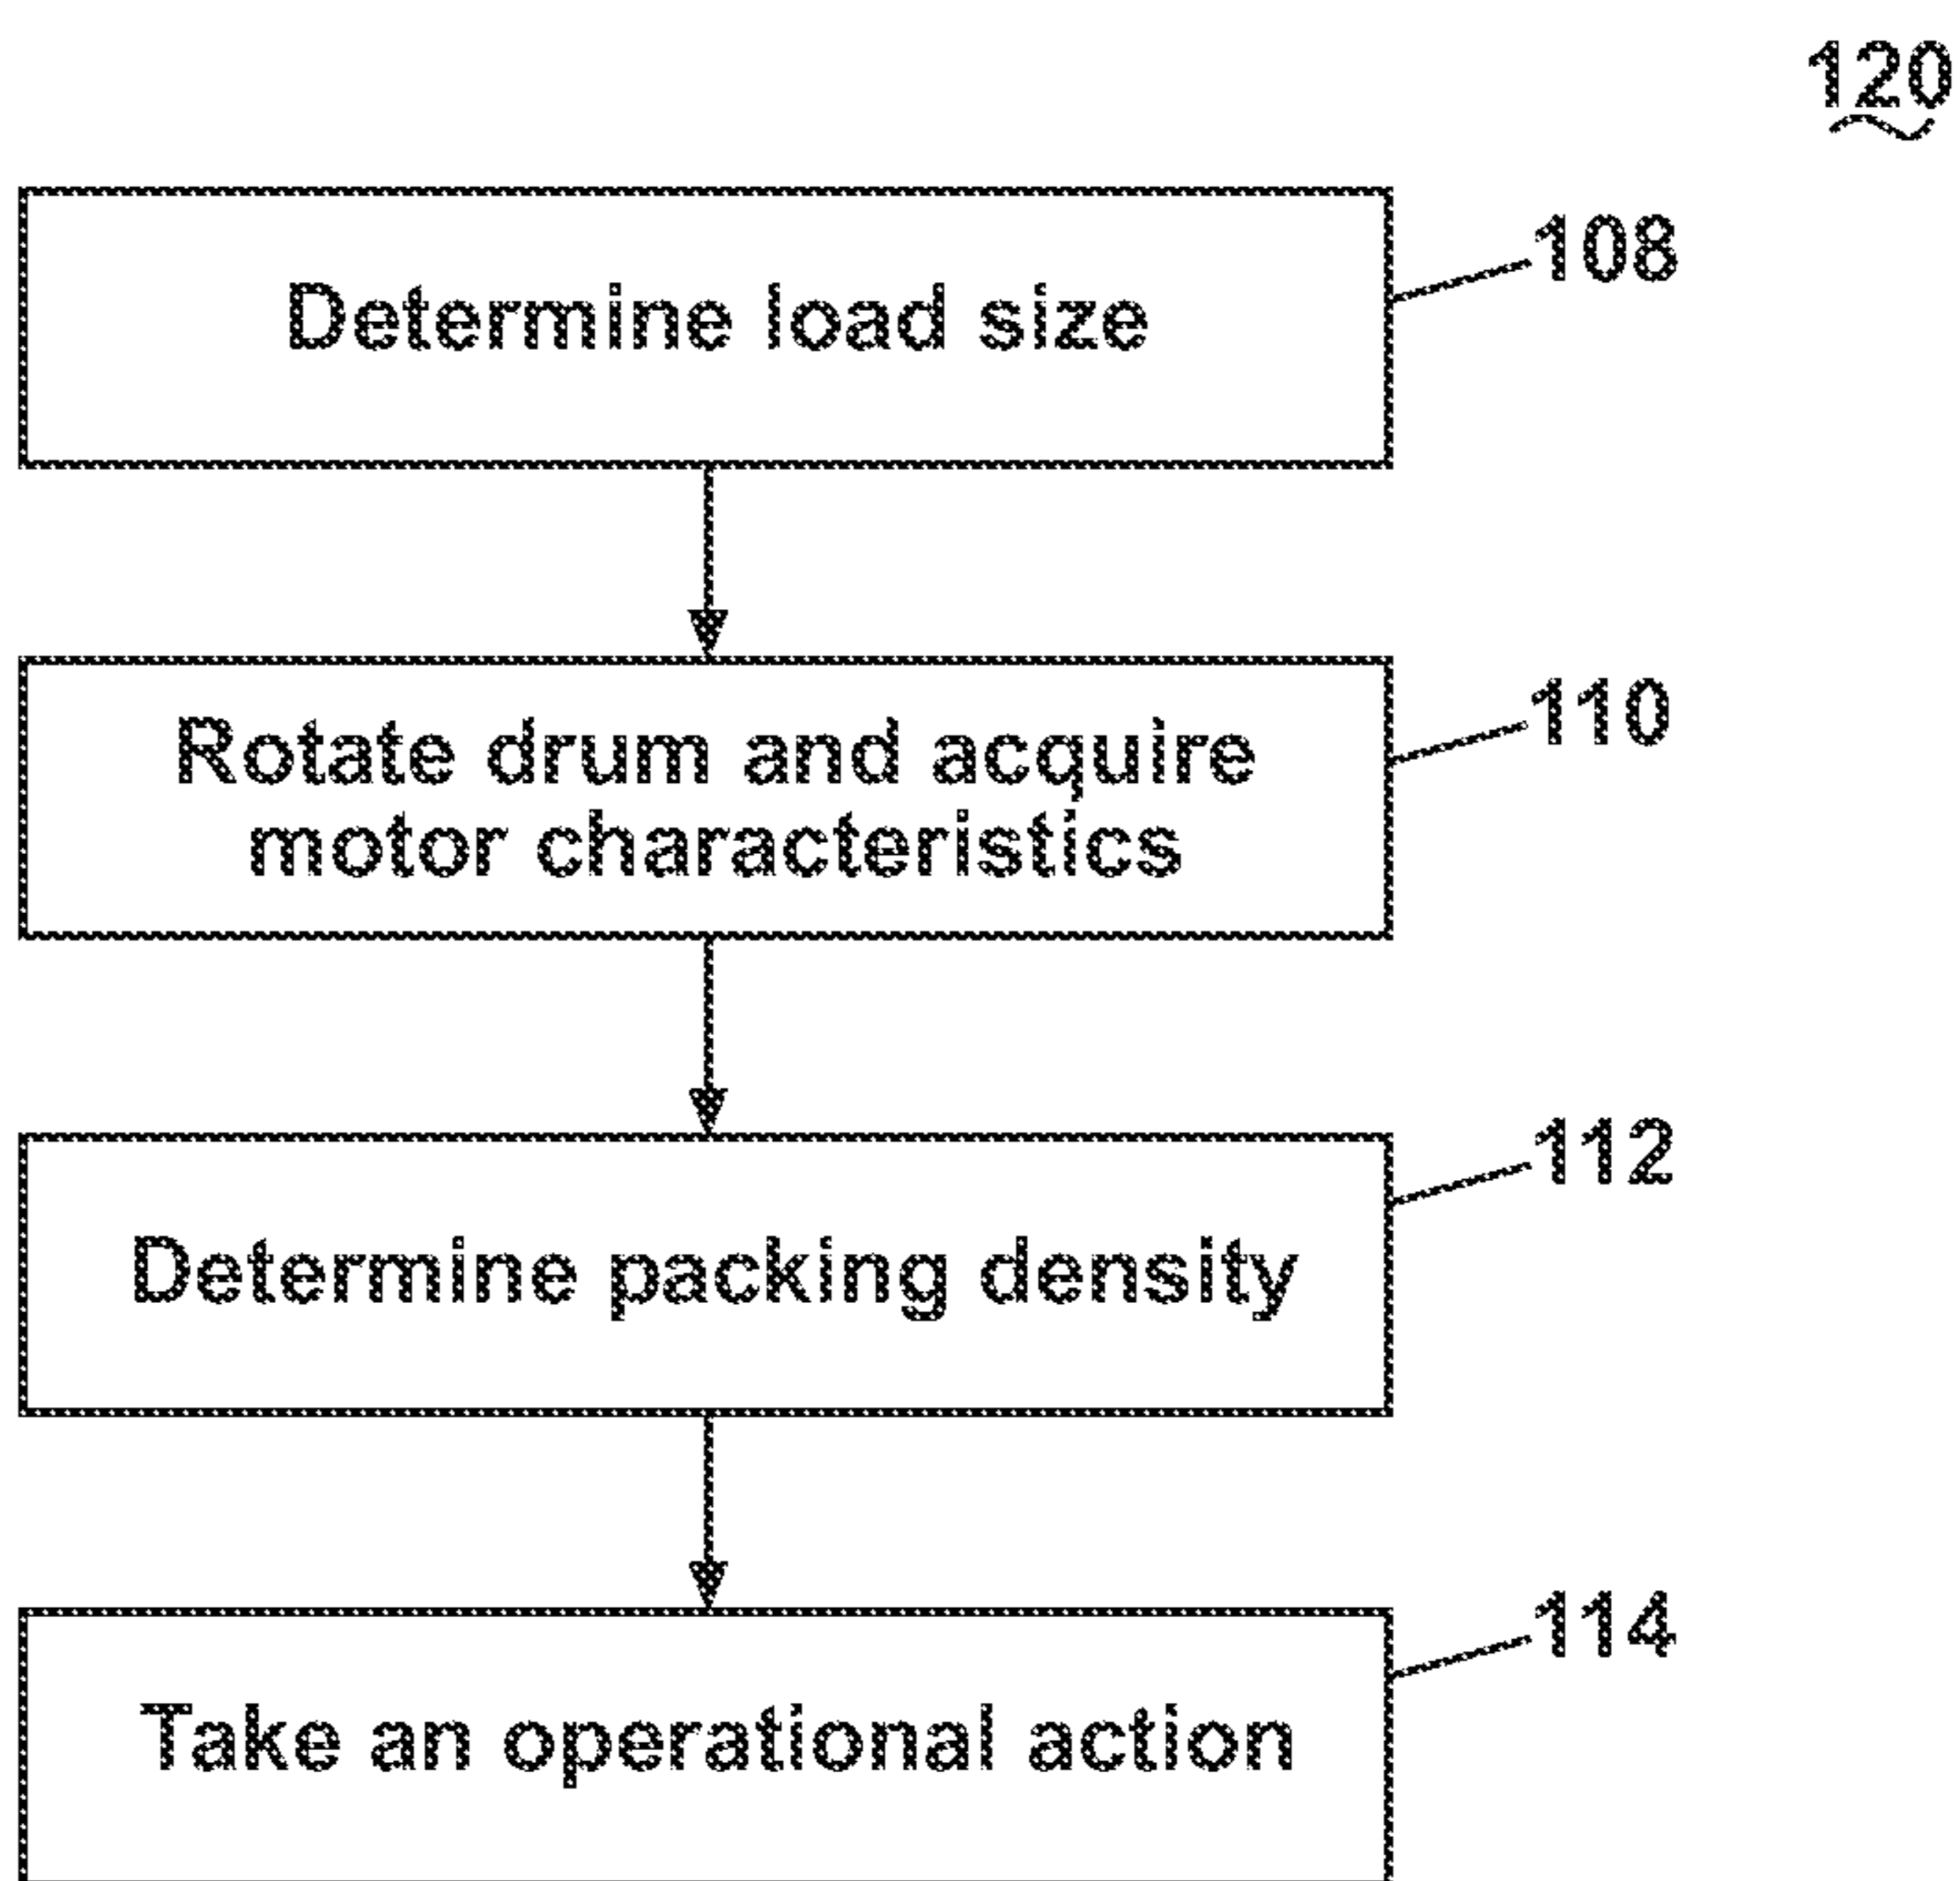 120
Determine load size
108
Rotate drum and acquire
motor characteristics
110
Determine packing density
112
Take an operational action
114